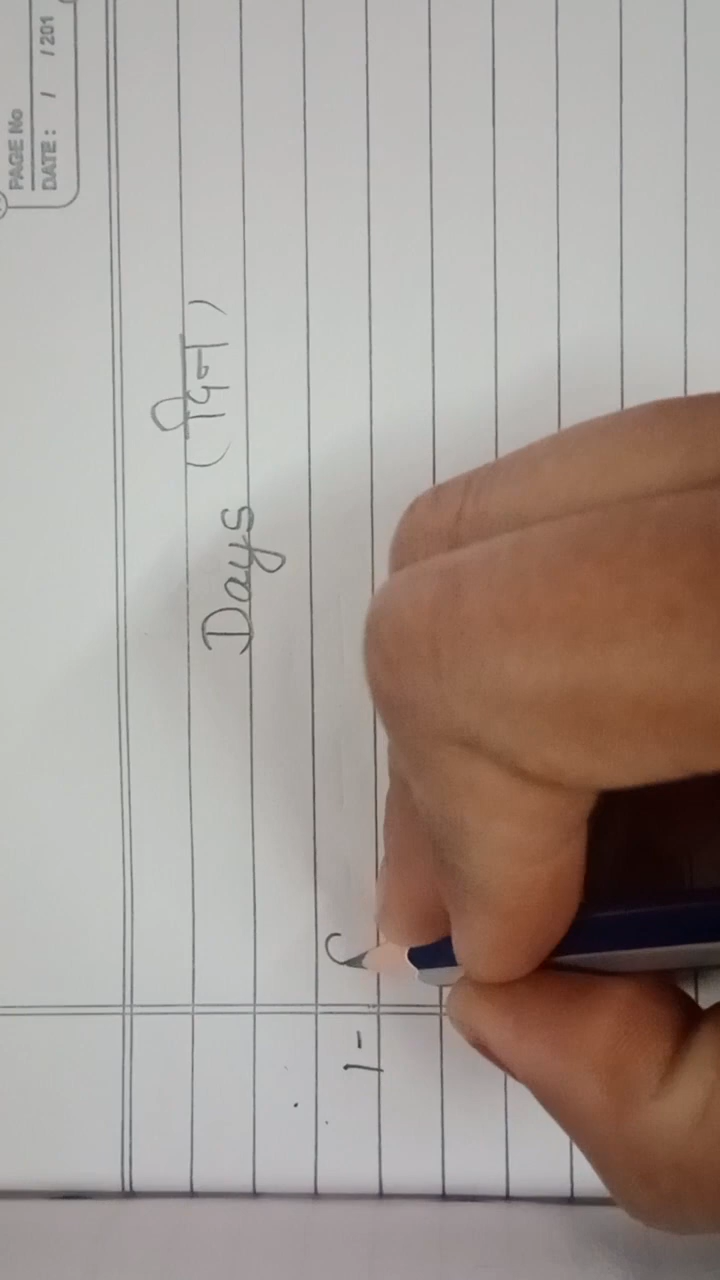 PAGE No
DATE: / / 201
Days (दिन)
1-